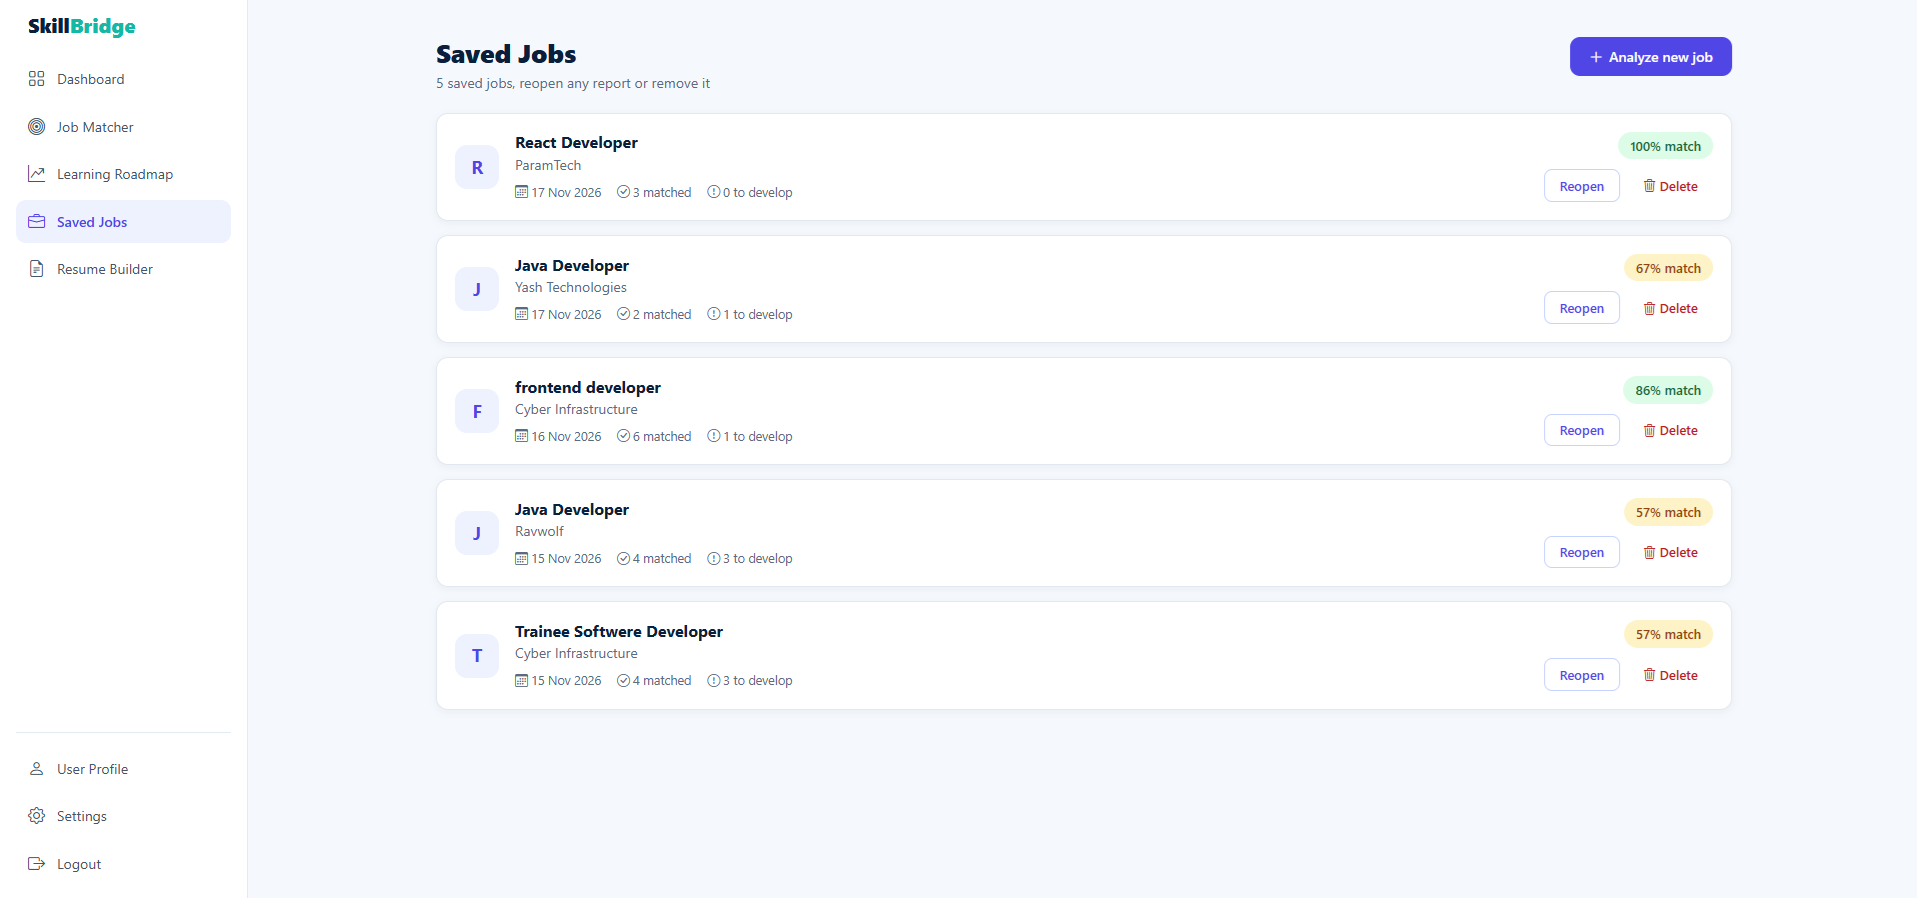 SkillBridge
Dashboard
Job Matcher
Learning Roadmap
Saved Jobs
Resume Builder
User Profile
Settings
Logout
Saved Jobs
5 saved jobs, reopen any report or remove it
+ Analyze new job
R
React Developer
ParamTech
17 Nov 2026 3 matched 0 to develop
100% match
Reopen Delete
J
Java Developer
Yash Technologies
17 Nov 2026 2 matched 1 to develop
67% match
Reopen Delete
F
frontend developer
Cyber Infrastructure
16 Nov 2026 6 matched 1 to develop
86% match
Reopen Delete
J
Java Developer
Ravwolf
15 Nov 2026 4 matched 3 to develop
57% match
Reopen Delete
T
Trainee Softwere Developer
Cyber Infrastructure
15 Nov 2026 4 matched 3 to develop
57% match
Reopen Delete